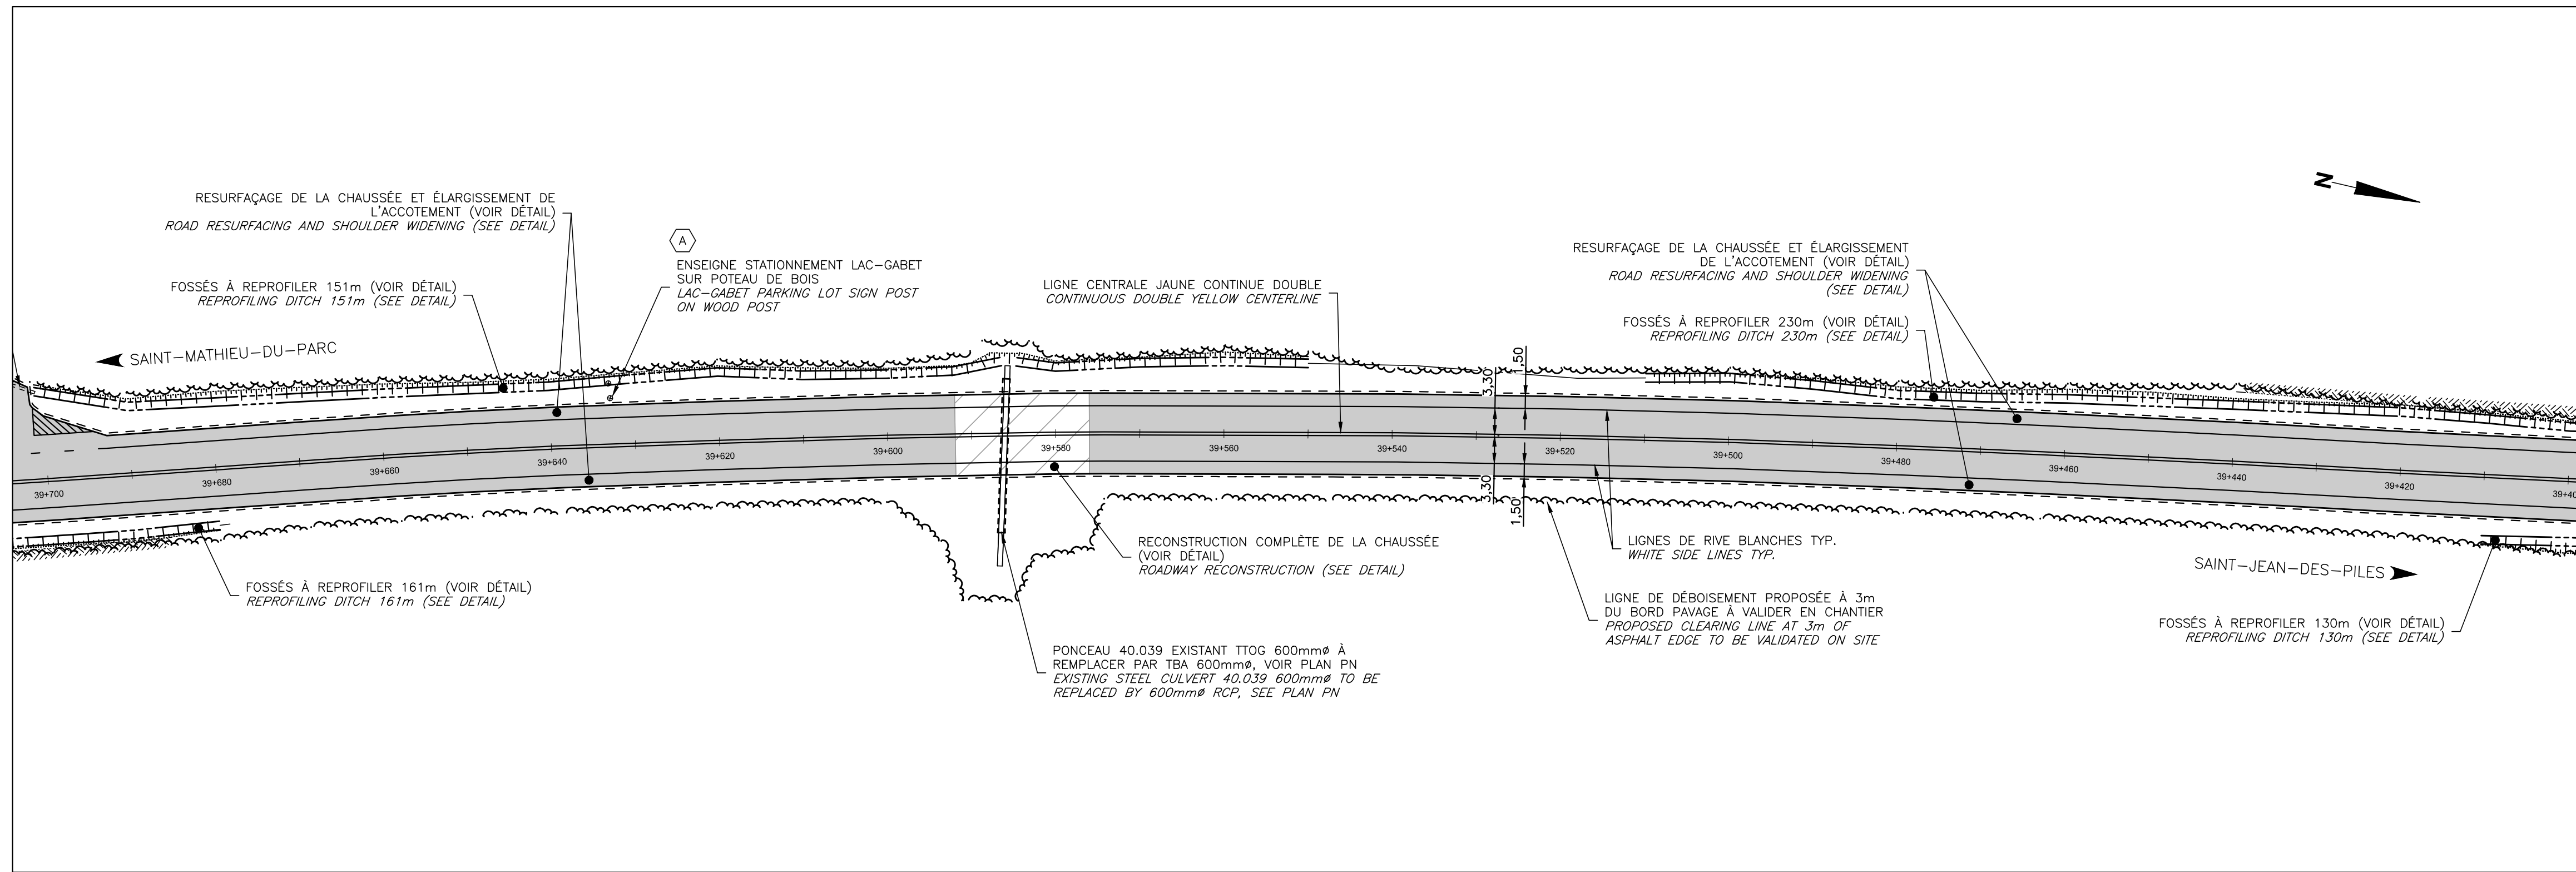 RESURFAÇAGE DE LA CHAUSSÉE ET ÉLARGISSEMENT DE
L'ACCOTEMENT (VOIR DÉTAIL)
ROAD RESURFACING AND SHOULDER WIDENING (SEE DETAIL)
FOSSÉS À REPROFILER 151m (VOIR DÉTAIL)
REPROFILING DITCH 151m (SEE DETAIL)
SAINT-MATHIEU-DU-PARC
A
ENSEIGNE STATIONNEMENT LAC-GABET
SUR POTEAU DE BOIS
LAC-GABET PARKING LOT SIGN POST
ON WOOD POST
LIGNE CENTRALE JAUNE CONTINUE DOUBLE
CONTINUOUS DOUBLE YELLOW CENTERLINE
RESURFAÇAGE DE LA CHAUSSÉE ET ÉLARGISSEMENT
DE L'ACCOTEMENT (VOIR DÉTAIL)
ROAD RESURFACING AND SHOULDER WIDENING
(SEE DETAIL)
FOSSÉS À REPROFILER 230m (VOIR DÉTAIL)
REPROFILING DITCH 230m (SEE DETAIL)
N
3,30
1,50
39+700
39+680
39+660
39+640
39+620
39+600
39+580
39+560
39+540
39+520
39+500
39+480
39+460
39+440
39+420
3,30
1,50
FOSSÉS À REPROFILER 161m (VOIR DÉTAIL)
REPROFILING DITCH 161m (SEE DETAIL)
RECONSTRUCTION COMPLÈTE DE LA CHAUSSÉE
(VOIR DÉTAIL)
ROADWAY RECONSTRUCTION (SEE DETAIL)
PONCEAU 40.039 EXISTANT TTOG 600mmø À
REMPLACER PAR TBA 600mmø, VOIR PLAN PN
EXISTING STEEL CULVERT 40.039 600mmø TO BE
REPLACED BY 600mmø RCP, SEE PLAN PN
LIGNES DE RIVE BLANCHES TYP.
WHITE SIDE LINES TYP.
LIGNE DE DÉBOISEMENT PROPOSÉE À 3m
DU BORD PAVAGE À VALIDER EN CHANTIER
PROPOSED CLEARING LINE AT 3m OF
ASPHALT EDGE TO BE VALIDATED ON SITE
SAINT-JEAN-DES-PILES
FOSSÉS À REPROFILER 130m (VOIR DÉTAIL)
REPROFILING DITCH 130m (SEE DETAIL)